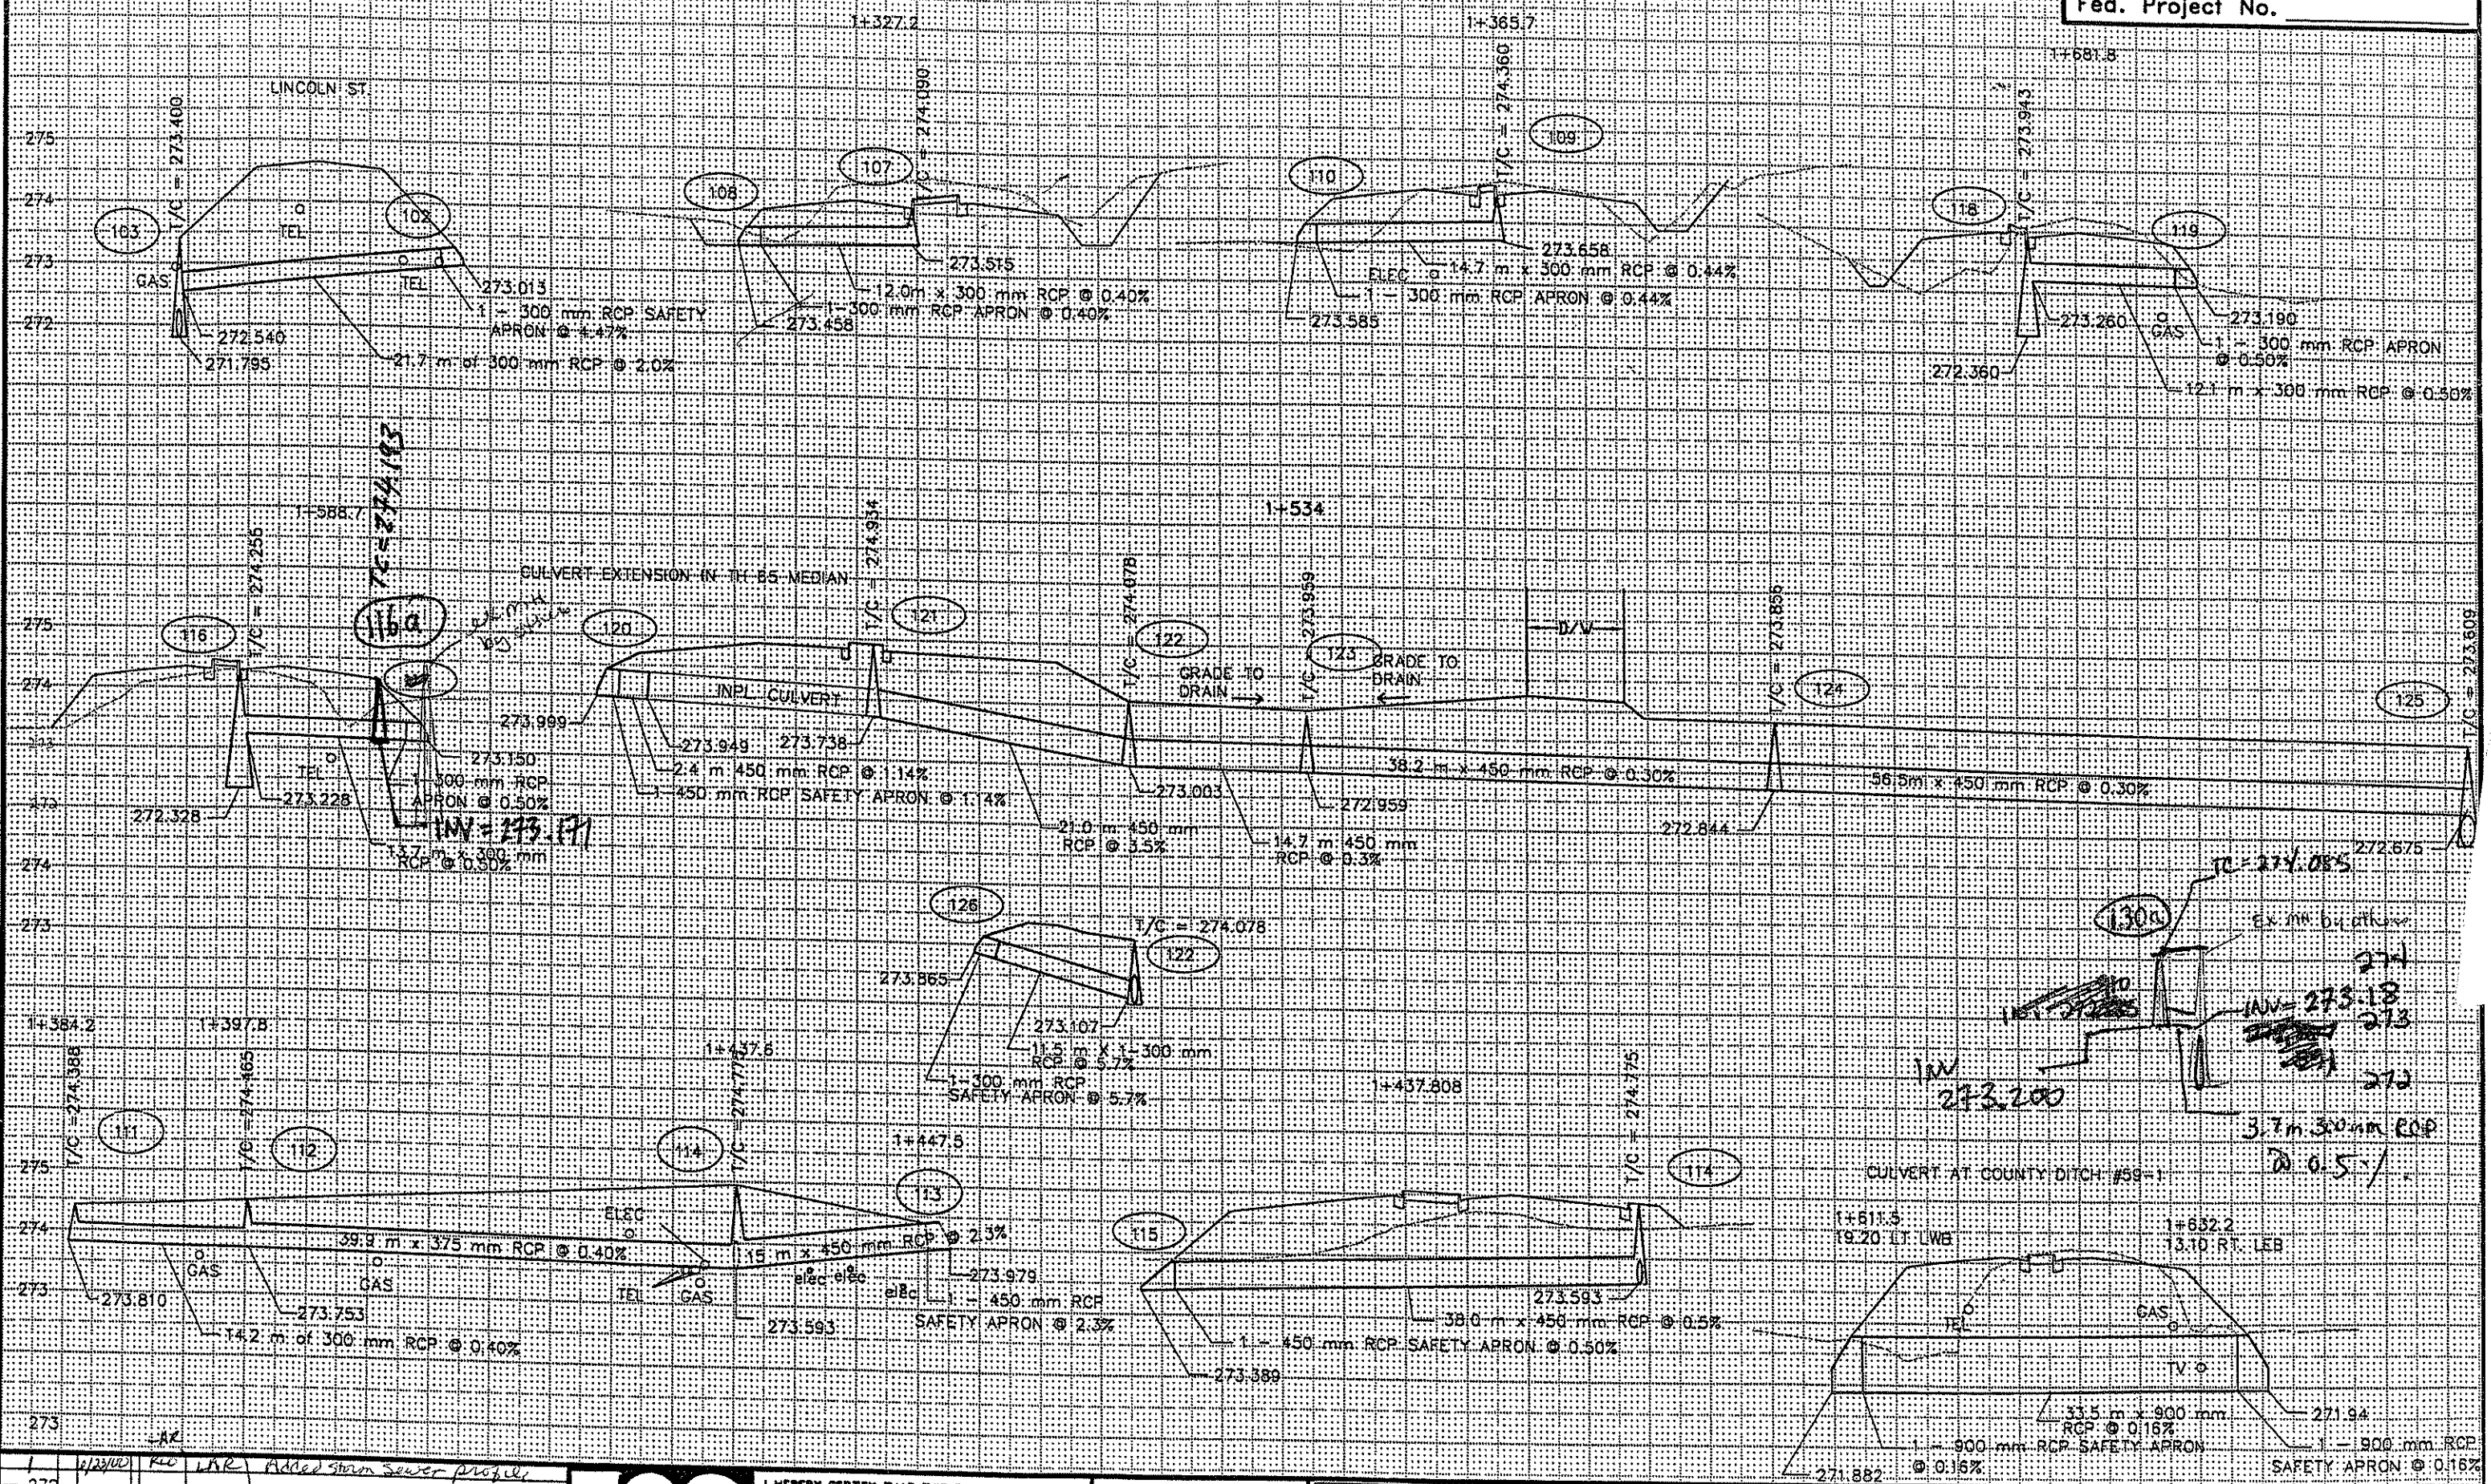 Fed. Project No.
1+327.2
1+365.7
1+681.8
LINCOLN ST.
T/C = 273.400
T/C = 274.090
T/C = 274.360
T/C = 273.943
275
274
273
272
103
102
TEL
GAS
TEL
273.013
1 - 300 mm RCP SAFETY
APRON @ 4.47%
272.540
271.795
21.7 m of 300 mm RCP @ 2.0%
108
107
273.515
12.0m x 300 mm RCP @ 0.40%
1-300 mm RCP APRON @ 0.40%
273.458
110
109
273.658
ELEC
14.7 m x 300 mm RCP @ 0.44%
1 - 300 mm RCP APRON @ 0.44%
273.585
118
119
273.260
GAS
273.190
1 - 300 mm RCP APRON
@ 0.50%
272.360
12.1 m x 300 mm RCP @ 0.50%
1+588.7
T/C = 274.255
TC=274.193
116
116a
ex MH
by others
275
274
273
272
TEL
273.150
1-300 mm RCP
APRON @ 0.50%
273.228
272.328
INV = 273.171
13.7 m x 300 mm
RCP @ 0.50%
CULVERT EXTENSION IN TH 65 MEDIAN
1+534
T/C = 274.934
T/C = 274.078
T/C = 273.959
T/C = 273.855
T/C = 273.609
120
121
122
123
124
125
GRADE TO
DRAIN
GRADE TO
DRAIN
D/W
INPL. CULVERT
273.999
273.949
273.738
2.4 m 450 mm RCP @ 1.14%
1-450 mm RCP SAFETY APRON @ 1.14%
273.003
272.959
38.2 m x 450 mm RCP @ 0.30%
56.5m x 450 mm RCP @ 0.30%
21.0 m 450 mm
RCP @ 3.5%
14.7 m 450 mm
RCP @ 0.3%
272.844
272.675
274
273
126
T/C = 274.078
122
273.865
273.107
11.5 m X 1-300 mm
RCP @ 5.7%
1-300 mm RCP
SAFETY APRON @ 5.7%
TC = 274.085
130a
Ex MH by others
274
INV = 273.18
273
272
INV
273.200
3.7m 300mm RCP
@ 0.5%
1+384.2
1+397.8
1+437.6
T/C = 274.388
T/C = 274.465
T/C = 274.775
111
112
114
1+447.5
113
275
274
273
ELEC
39.9 m x 375 mm RCP @ 0.40%
15 m x 450 mm RCP @ 2.3%
GAS
GAS
TEL
GAS
elec elec
elec
273.979
273.810
273.753
14.2 m of 300 mm RCP @ 0.40%
273.593
1 - 450 mm RCP
SAFETY APRON @ 2.3%
1+437.808
T/C = 274.775
114
115
273.593
38.0 m x 450 mm RCP @ 0.5%
1 - 450 mm RCP SAFETY APRON @ 0.50%
273.389
CULVERT AT COUNTY DITCH #59-1
1+611.5
19.20 LT LWB
1+632.2
13.10 RT. LEB
TEL
GAS
TV
33.5 m x 900 mm
RCP @ 0.16%
271.94
1 - 900 mm RCP SAFETY APRON
@ 0.16%
1 - 900 mm RCP
SAFETY APRON @ 0.16%
271.882
273
Added storm sewer profile